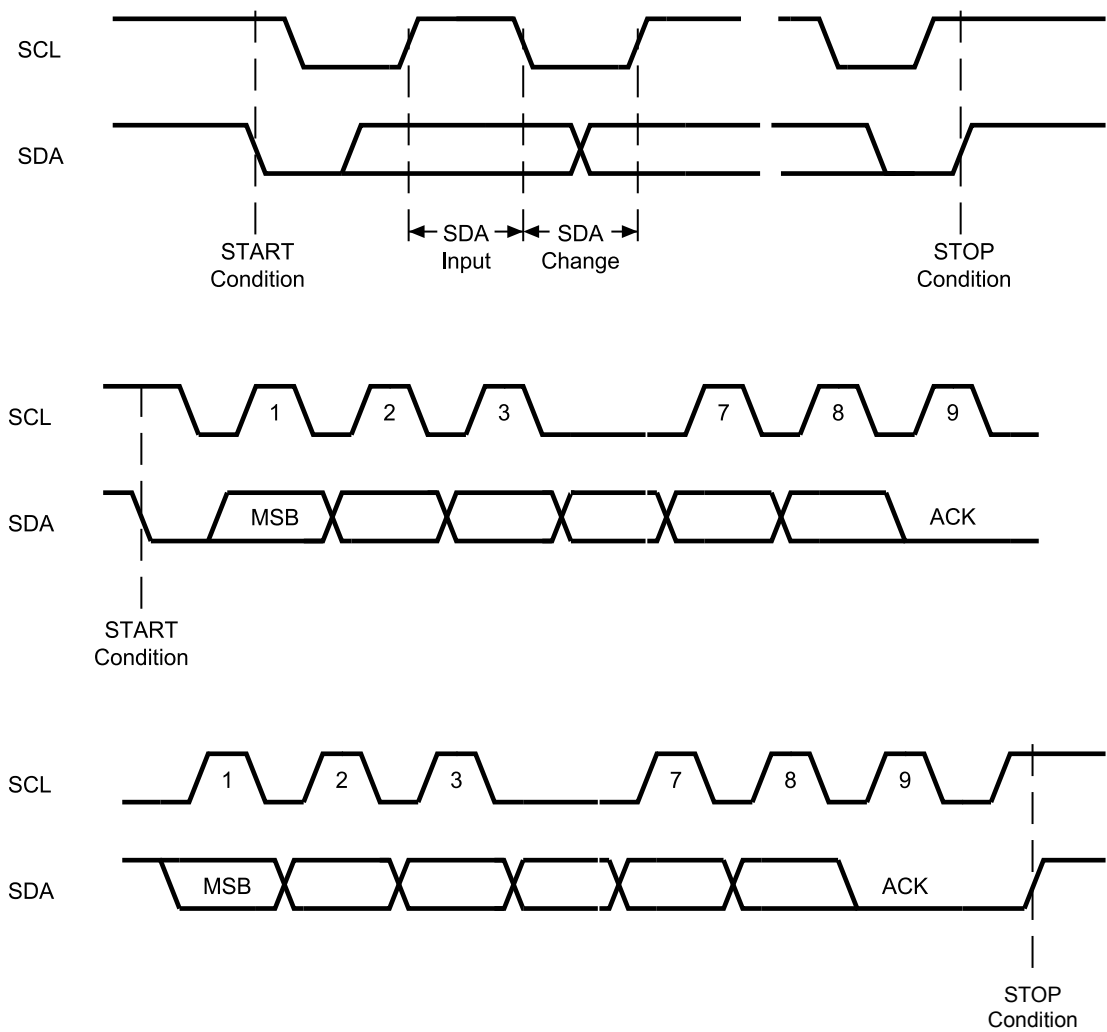 SCL
SDA
SDA
Input
SDA
Change
START
Condition
STOP
Condition
SCL
1 2 3 7 8 9
SDA
MSB ACK
START
Condition
SCL
1 2 3 7 8 9
SDA
MSB ACK
STOP
Condition